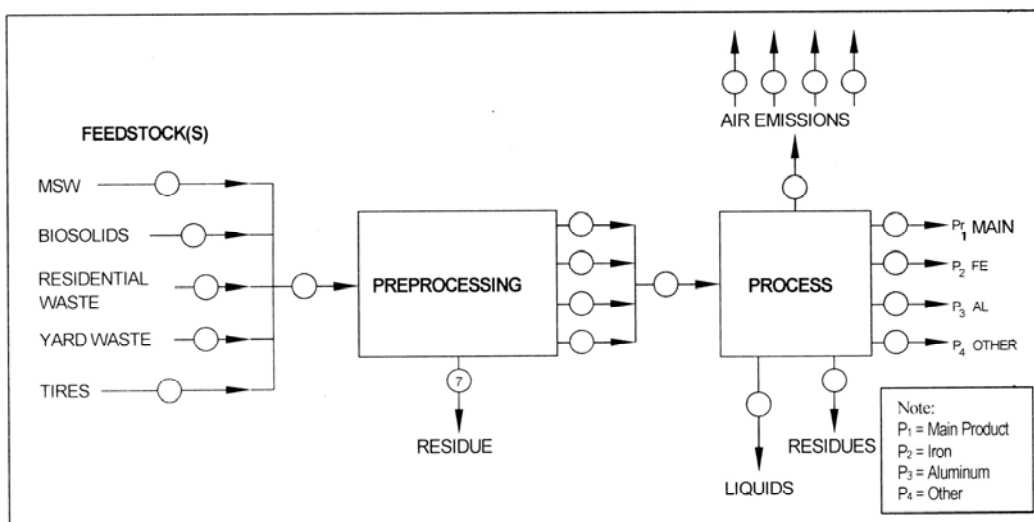 AIR EMISSIONS
FEEDSTOCK(S)
MSW
BIOSOLIDS
RESIDENTIAL
WASTE
YARD WASTE
TIRES
PREPROCESSING
7
RESIDUE
PROCESS
Pr₁ MAIN
P₂ FE
P₃ AL
P₄ OTHER
RESIDUES
LIQUIDS
Note:
P₁ = Main Product
P₂ = Iron
P₃ = Aluminum
P₄ = Other